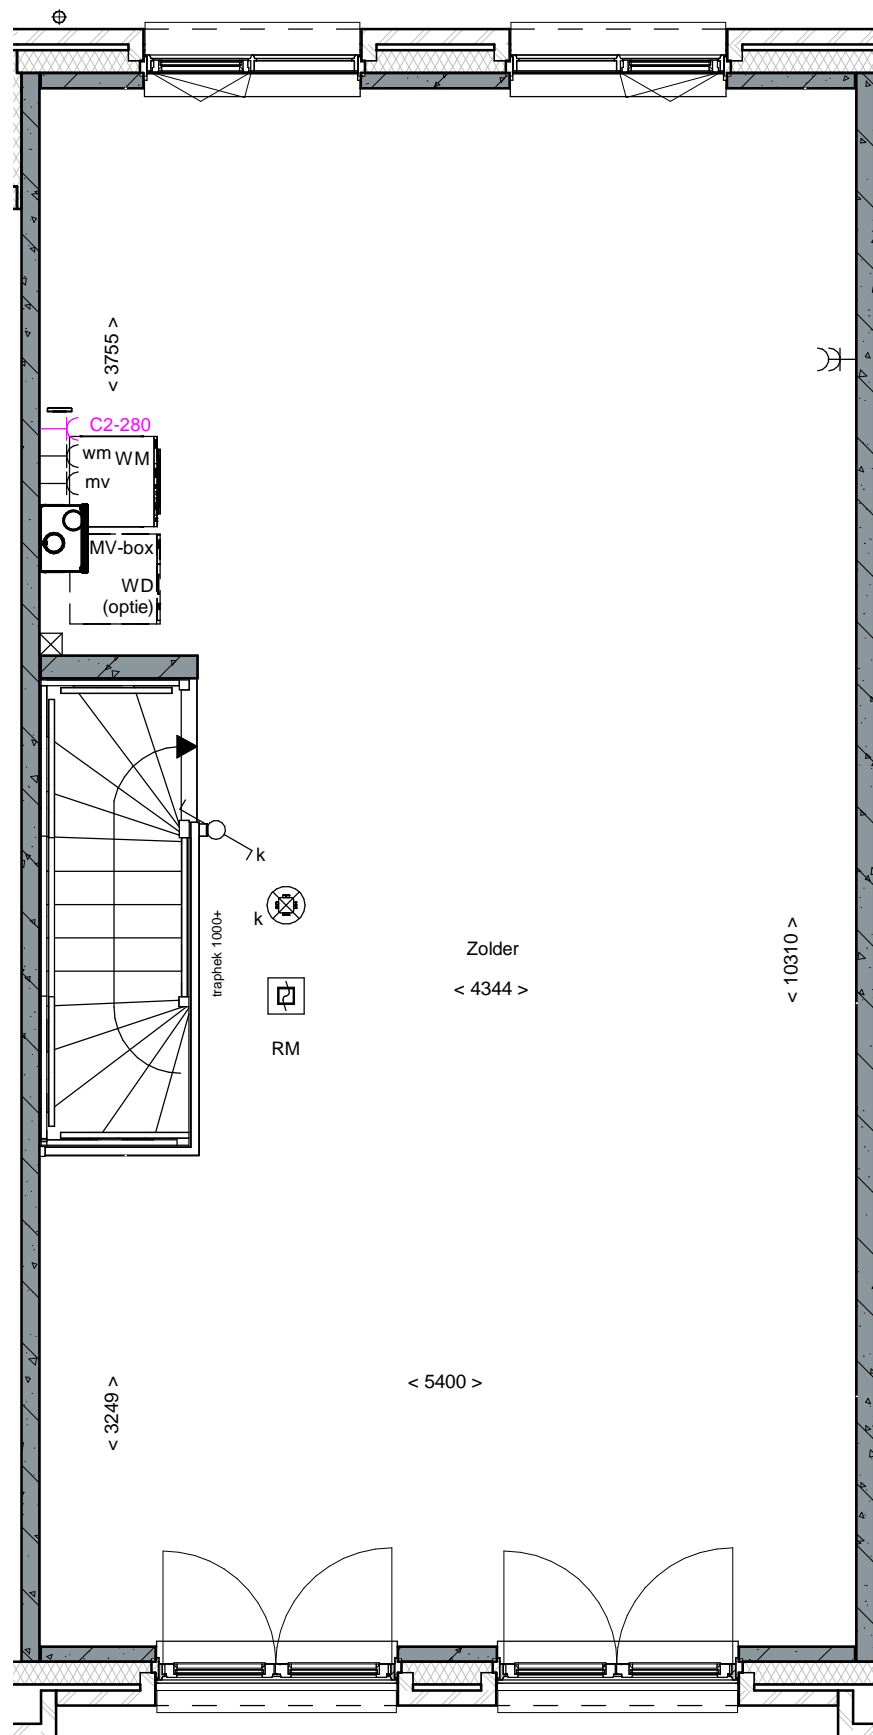 < 3755 >
C2-280
wm WM
mv
MV-box
WD
(optie)
k
k
traphek 1000+
Zolder
< 4344 >
< 10310 >
RM
< 3249 >
< 5400 >